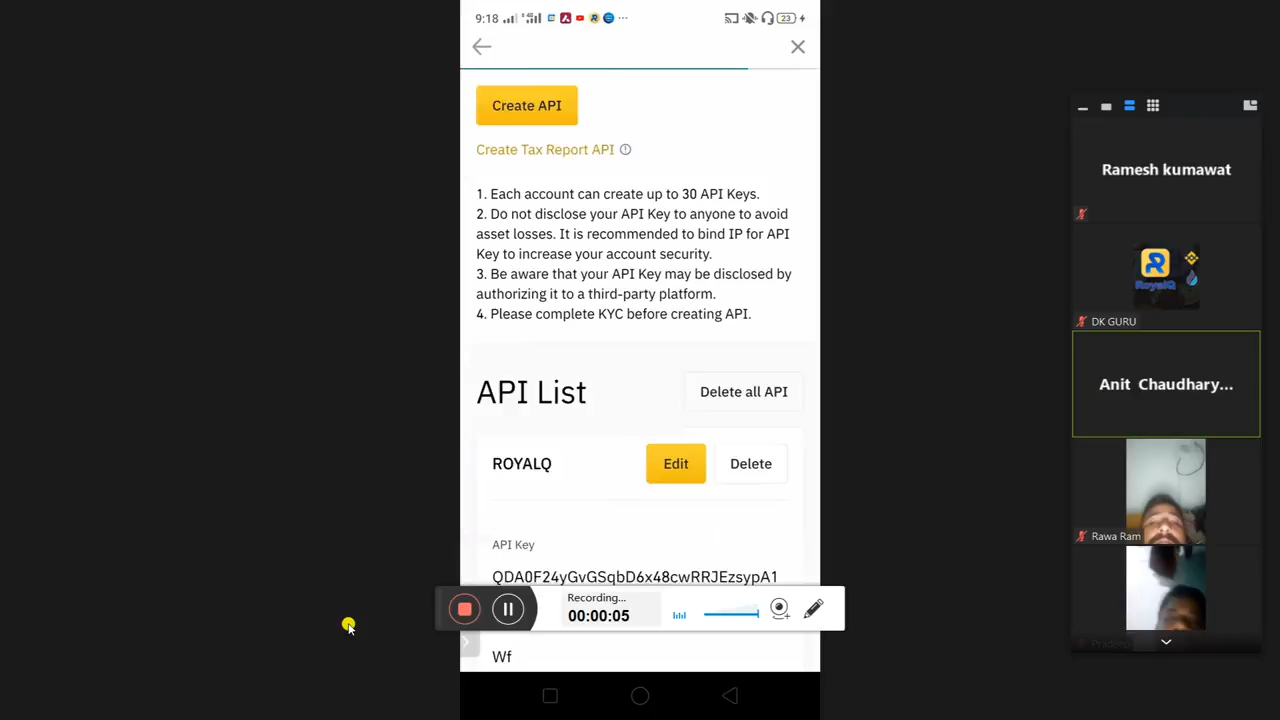 9:18
23
Create API
Create Tax Report API
1. Each account can create up to 30 API Keys.
2. Do not disclose your API Key to anyone to avoid
asset losses. It is recommended to bind IP for API
Key to increase your account security.
3. Be aware that your API Key may be disclosed by
authorizing it to a third-party platform.
4. Please complete KYC before creating API.
API List
Delete all API
ROYALQ
Edit
Delete
API Key
QDA0F24yGvGSqbD6x48cwRRJEzsypA1
Wf
Recording...
00:00:05
Ramesh kumawat
RoyalQ
DK GURU
Anit Chaudhary...
Rawa Ram